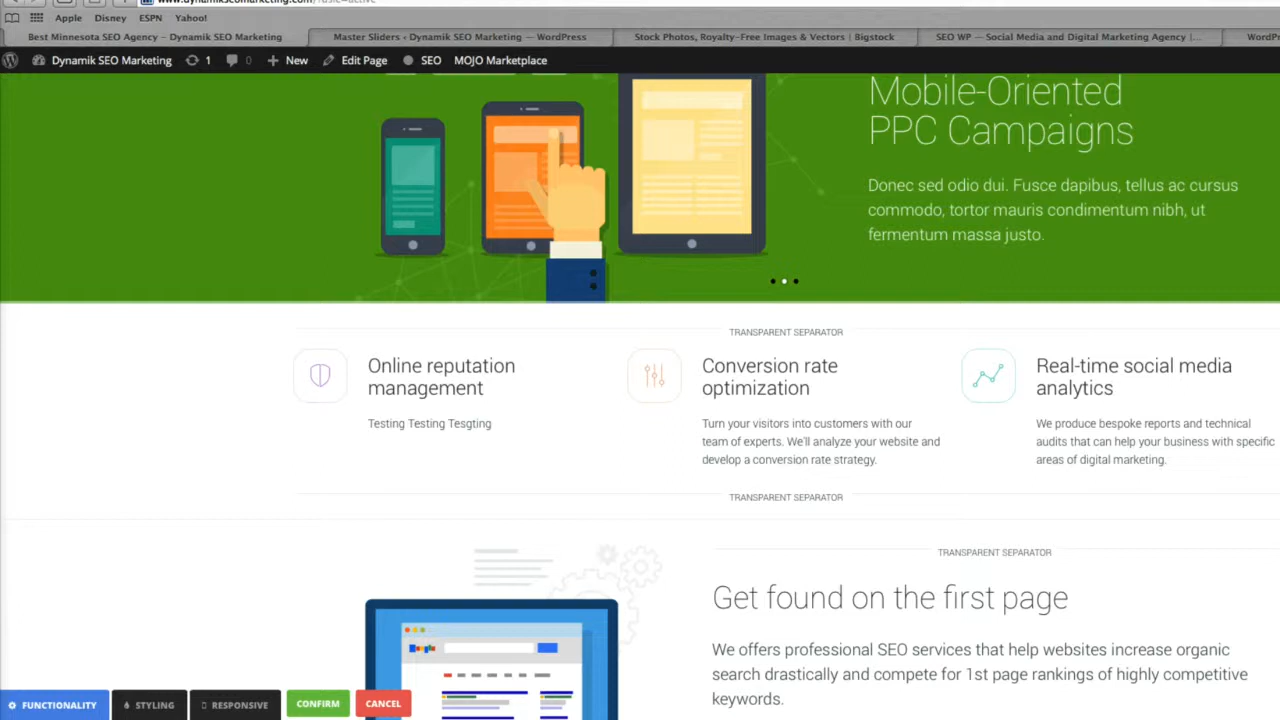 Apple Disney ESPN Yahoo!
Best Minnesota SEO Agency – Dynamik SEO Marketing Master Sliders ‹ Dynamik SEO Marketing — WordPress Stock Photos, Royalty-Free Images & Vectors | Bigstock SEO WP — Social Media and Digital Marketing Agency |...
Dynamik SEO Marketing 1 0 New Edit Page SEO MOJO Marketplace
Mobile-Oriented
PPC Campaigns
Donec sed odio dui. Fusce dapibus, tellus ac cursus
commodo, tortor mauris condimentum nibh, ut
fermentum massa justo.
TRANSPARENT SEPARATOR
Online reputation
management
Testing Testing Tesgting
Conversion rate
optimization
Turn your visitors into customers with our
team of experts. We'll analyze your website and
develop a conversion rate strategy.
Real-time social media
analytics
We produce bespoke reports and technical
audits that can help your business with specific
areas of digital marketing.
TRANSPARENT SEPARATOR
TRANSPARENT SEPARATOR
Get found on the first page
We offers professional SEO services that help websites increase organic
search drastically and compete for 1st page rankings of highly competitive
keywords.
FUNCTIONALITY STYLING RESPONSIVE CONFIRM CANCEL